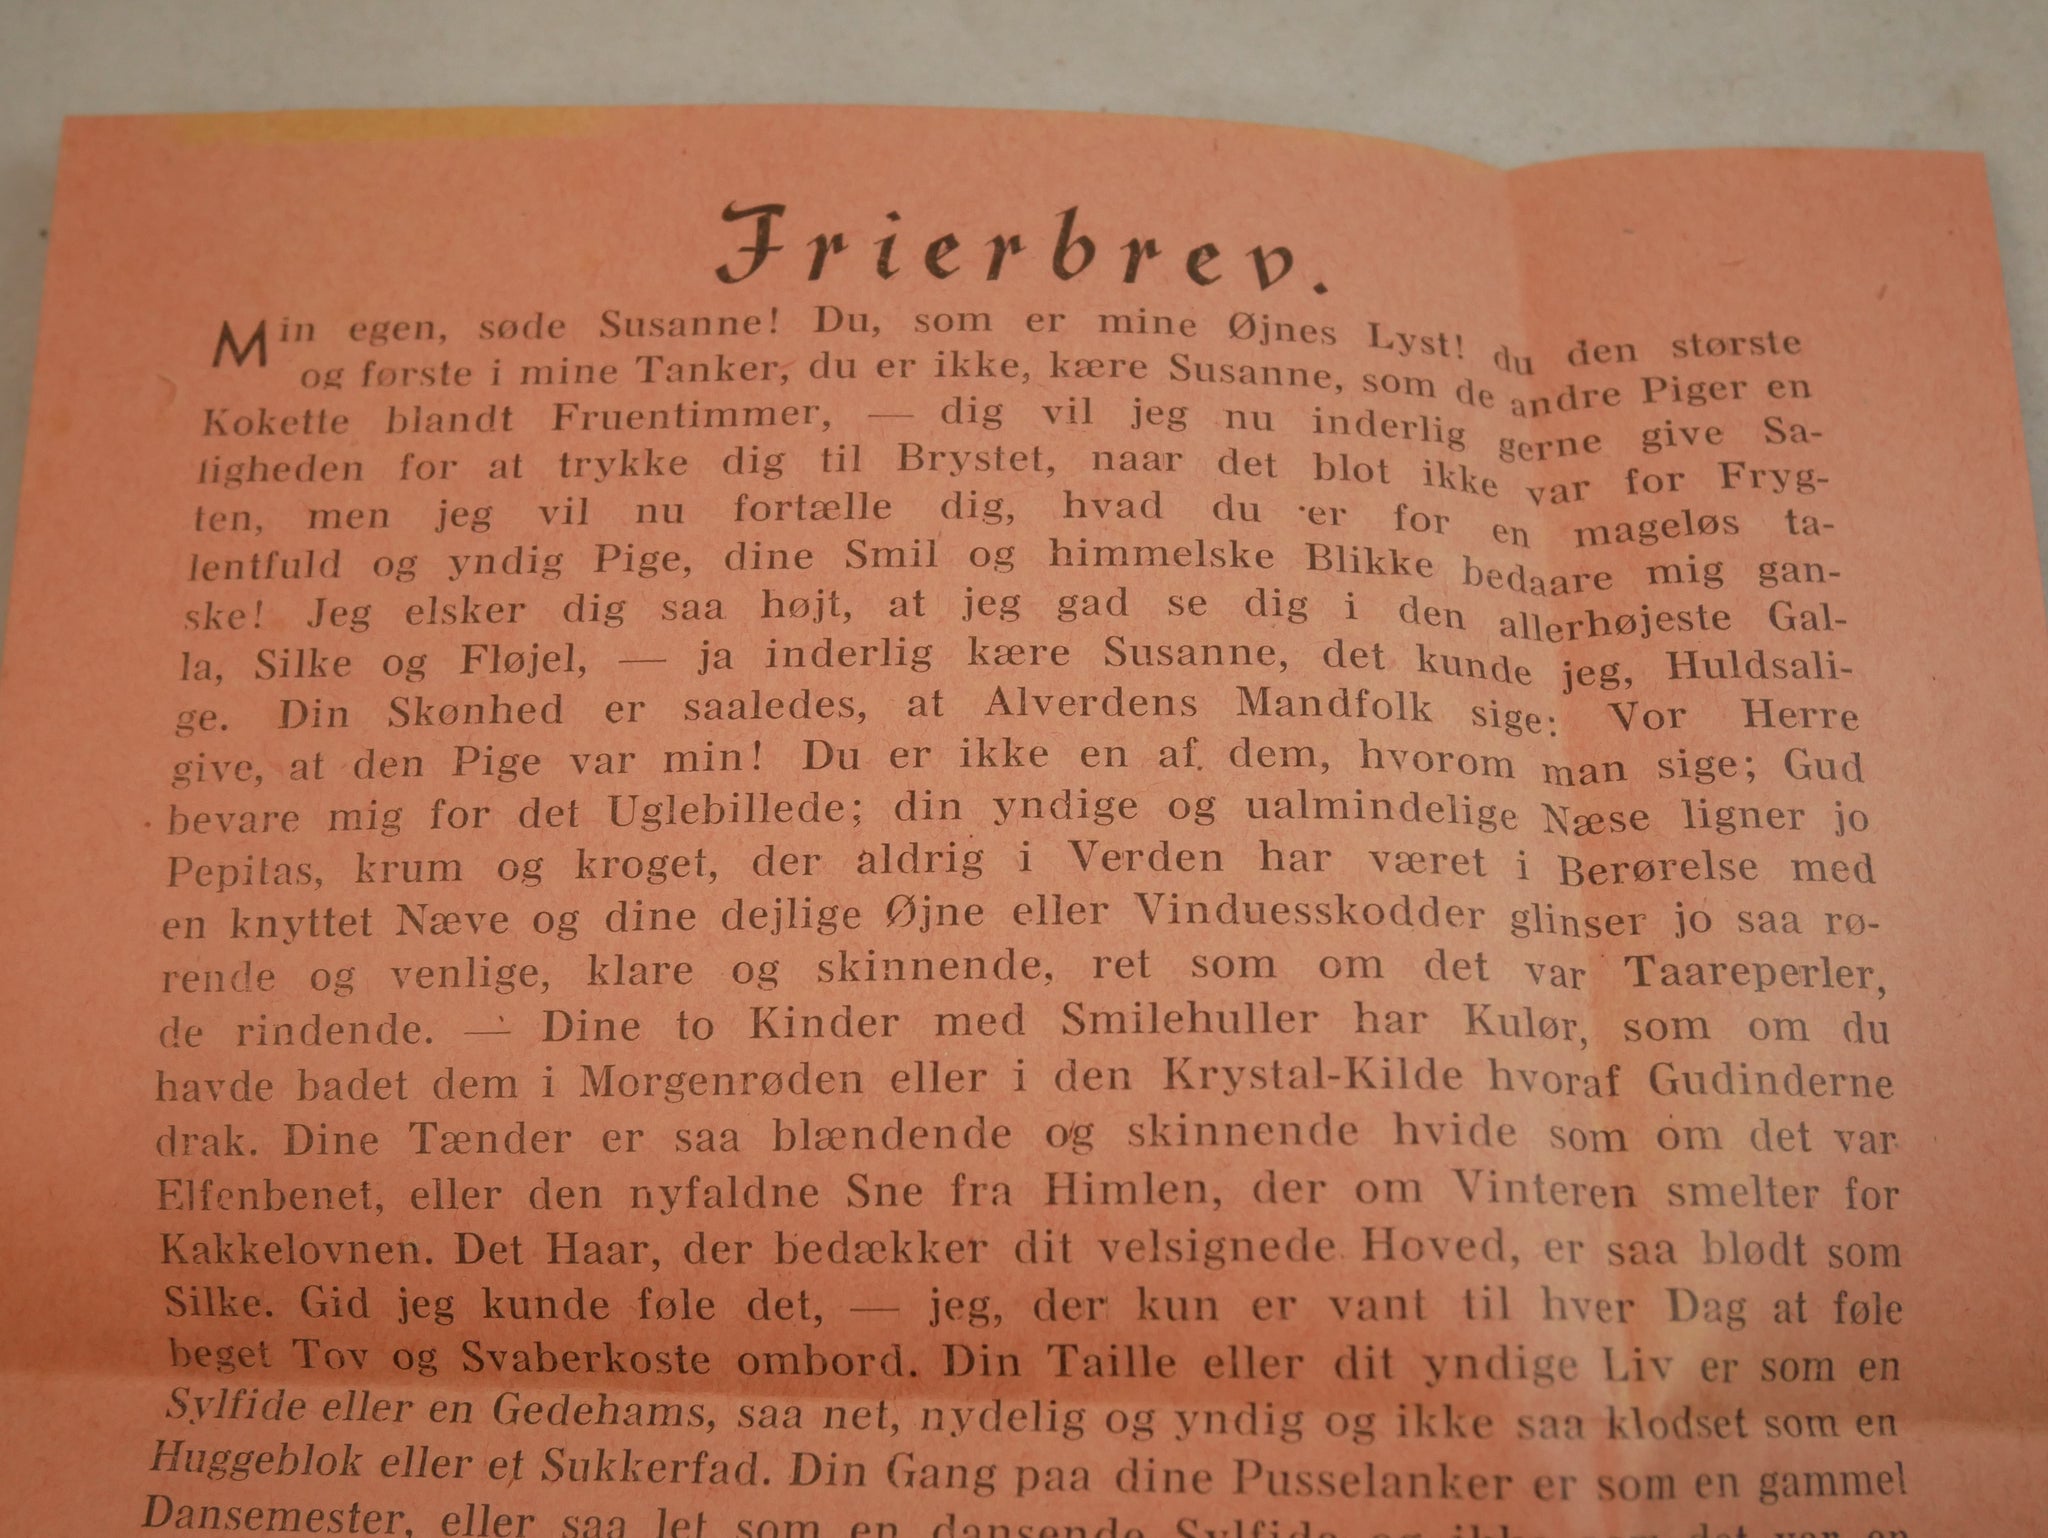 Frierbrev.
Min egen, søde Susanne! Du, som er mine Øjnes Lyst! du den største
og første i mine Tanker, du er ikke, kære Susanne, som de andre Piger en
Kokette blandt Fruentimmer, — dig vil jeg nu inderlig gerne give Sa-
ligheden for at trykke dig til Brystet, naar det blot ikke var for Fryg-
ten, men jeg vil nu fortælle dig, hvad du er for en mageløs ta-
lentfuld og yndig Pige, dine Smil og himmelske Blikke bedaare mig gan-
ske! Jeg elsker dig saa højt, at jeg gad se dig i den allerhøjeste Gal-
la, Silke og Fløjel, — ja inderlig kære Susanne, det kunde jeg, Huldsali-
ge. Din Skønhed er saaledes, at Alverdens Mandfolk sige: Vor Herre
give, at den Pige var min! Du er ikke en af dem, hvorom man sige; Gud
bevare mig for det Uglebillede; din yndige og ualmindelige Næse ligner jo
Pepitas, krum og kroget, der aldrig i Verden har været i Berørelse med
en knyttet Næve og dine dejlige Øjne eller Vinduesskodder glinser jo saa rø-
rende og venlige, klare og skinnende, ret som om det var Taareperler,
de rindende. — Dine to Kinder med Smilehuller har Kulør, som om du
havde badet dem i Morgenrøden eller i den Krystal-Kilde hvoraf Gudinderne
drak. Dine Tænder er saa blændende og skinnende hvide som om det var
Elfenbenet, eller den nyfaldne Sne fra Himlen, der om Vinteren smelter for
Kakkelovnen. Det Haar, der bedækker dit velsignede Hoved, er saa blødt som
Silke. Gid jeg kunde føle det, — jeg, der kun er vant til hver Dag at føle
beget Tov og Svaberkoste ombord. Din Taille eller dit yndige Liv er som en
Sylfide eller en Gedehams, saa net, nydelig og yndig og ikke saa klodset som en
Huggeblok eller et Sukkerfad. Din Gang paa dine Pusselanker er som en gammel
Dansemester, eller saa let som en dansende Sylfide og ikke som det var en